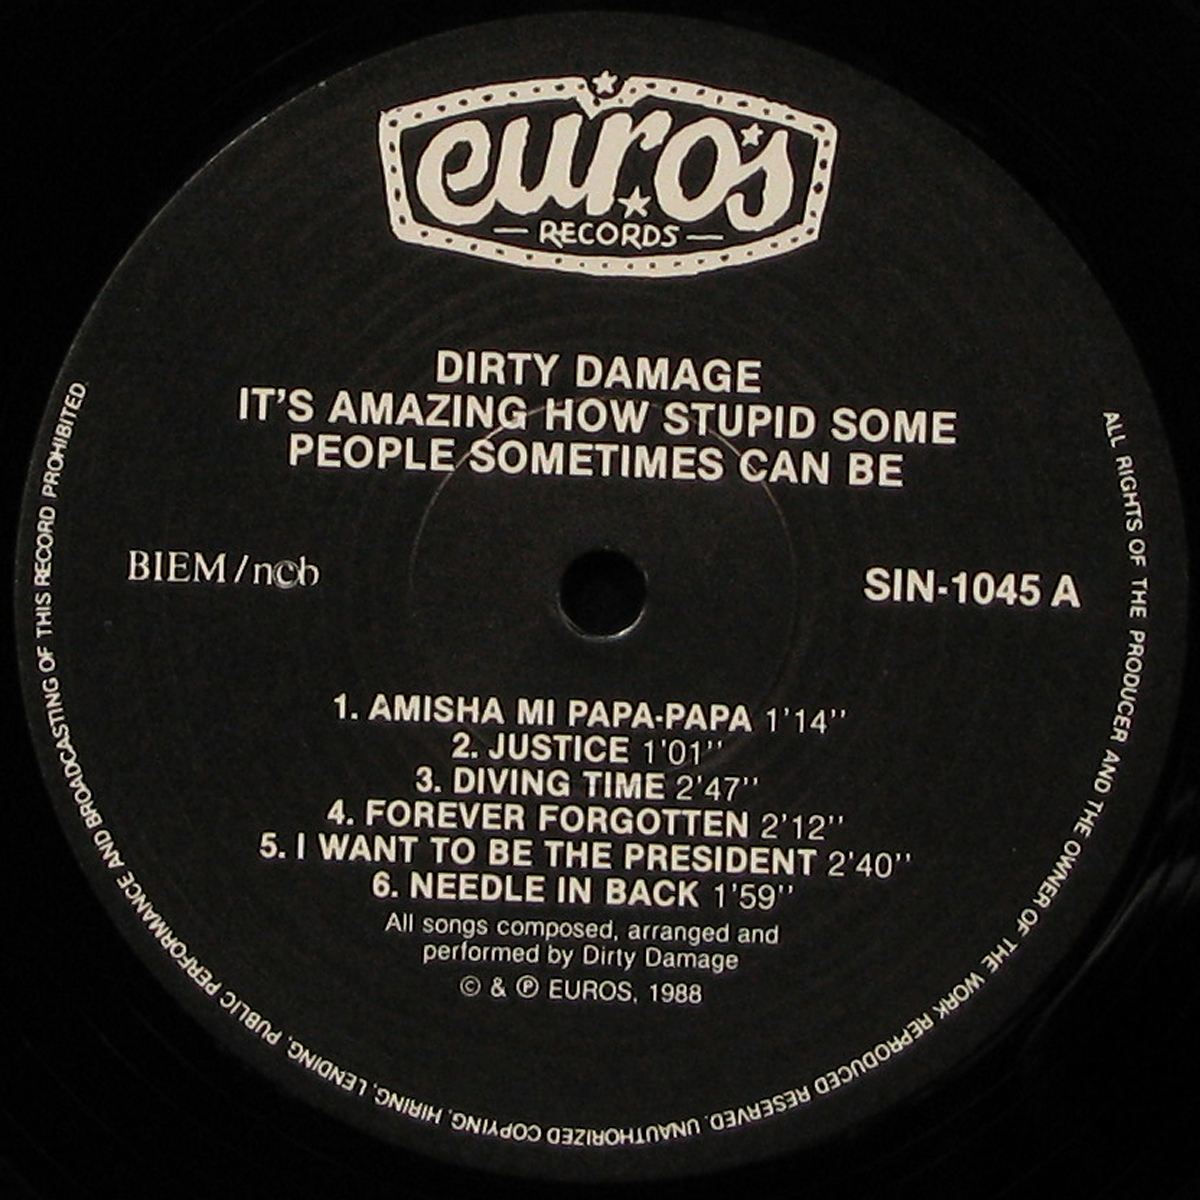 euros
RECORDS
DIRTY DAMAGE
IT'S AMAZING HOW STUPID SOME
PEOPLE SOMETIMES CAN BE
BIEM/ncb
SIN-1045 A
1. AMISHA MI PAPA-PAPA 1'14''
2. JUSTICE 1'01''
3. DIVING TIME 2'47''
4. FOREVER FORGOTTEN 2'12''
5. I WANT TO BE THE PRESIDENT 2'40''
6. NEEDLE IN BACK 1'59''
All songs composed, arranged and
performed by Dirty Damage
© & ℗ EUROS, 1988
ALL RIGHTS OF THE PRODUCER AND THE OWNER OF THE WORK REPRODUCED RESERVED. UNAUTHORIZED COPYING, HIRING, LENDING, PUBLIC PERFORMANCE AND BROADCASTING OF THIS RECORD PROHIBITED.